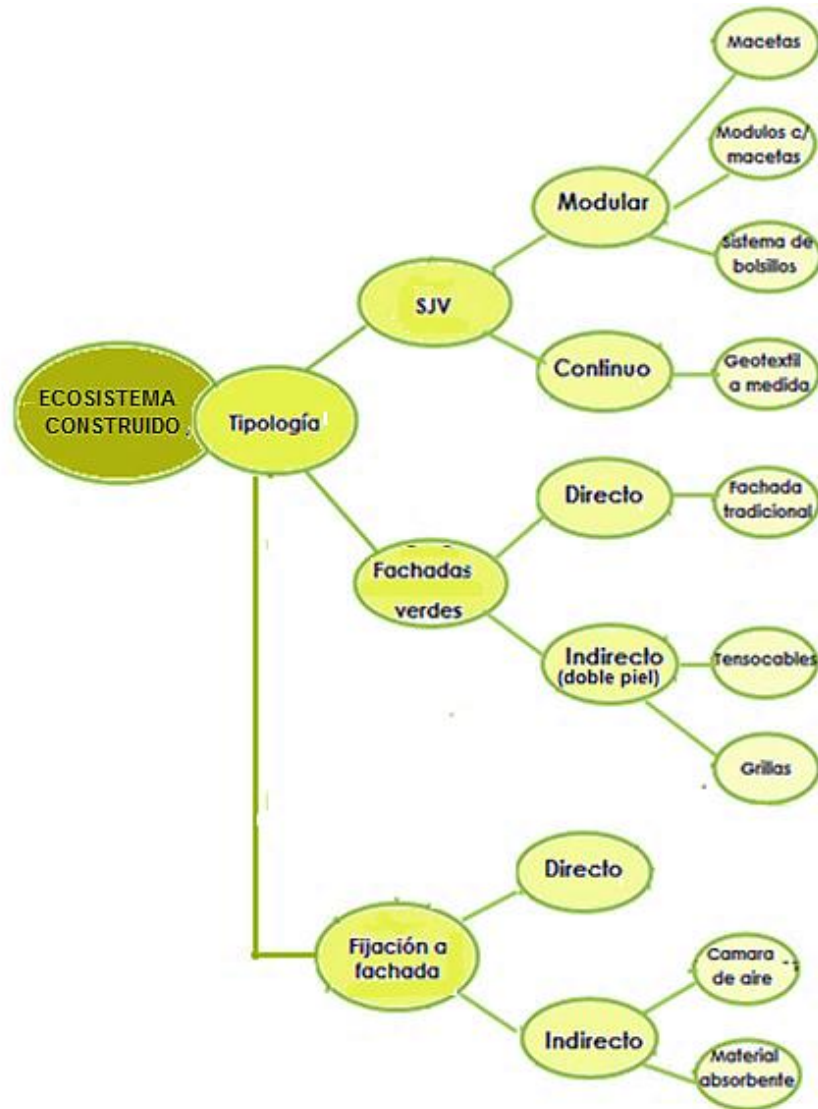 Macetas
Modulos c/
macetas
Modular
Sistema de
bolsillos
SJV
Continuo
Geotextil
a medida
ECOSISTEMA
CONSTRUIDO
Tipología
Directo
Fachada
tradicional
Fachadas
verdes
Indirecto
(doble piel)
Tensocables
Grillas
Directo
Fijación a
fachada
Camara
de aire
Indirecto
Material
absorbente